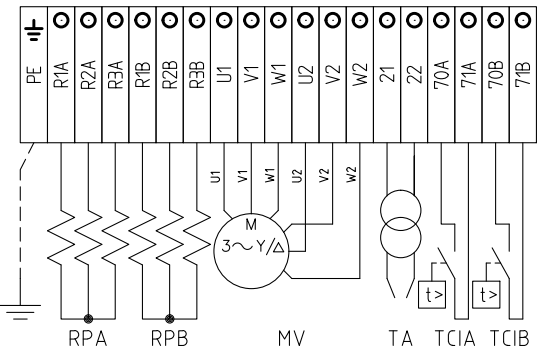 PE R1A R2A R3A R1B R2B R3B U1 V1 W1 U2 V2 W2 21 22 70A 71A 70B 71B
U1 V1 W1 U2 V2 W2
M
3~ Y/△
t> t>
RPA RPB MV TA TCIA TCIB